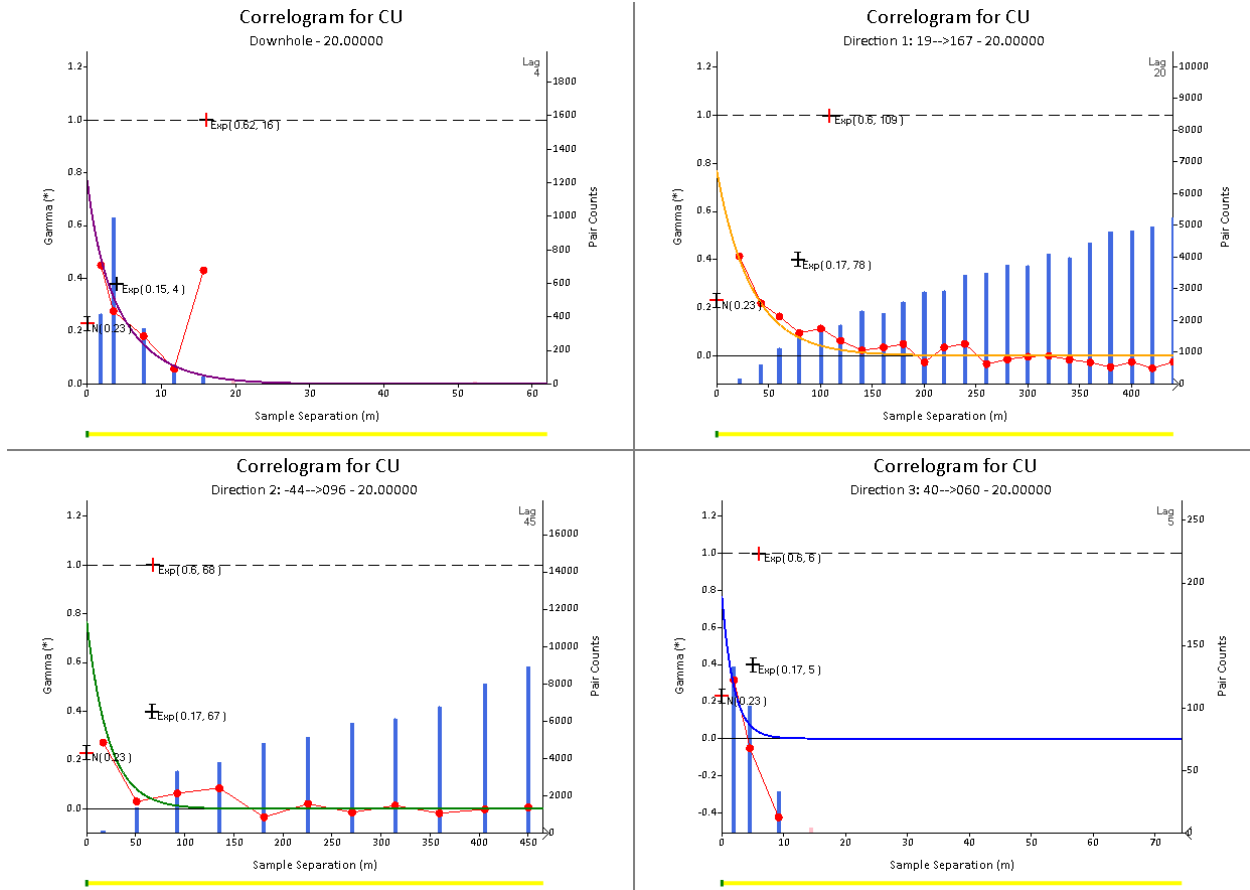 Correlogram for CU
Downhole - 20.00000
Lag
4
1.2
1.0
0.8
0.6
0.4
0.2
0.0
Gamma (*)
Exp( 0.62, 16 )
Exp( 0.15, 4 )
N( 0.23 )
1800
1600
1400
1200
1000
800
600
400
200
0
Pair Counts
0
10
20
30
40
50
60
Sample Separation (m)
Correlogram for CU
Direction 1: 19-->167 - 20.00000
Lag
20
1.2
1.0
0.8
0.6
0.4
0.2
0.0
Gamma (*)
Exp( 0.6, 109 )
Exp( 0.17, 78 )
N( 0.23 )
10000
9000
8000
7000
6000
5000
4000
3000
2000
1000
0
Pair Counts
0
50
100
150
200
250
300
350
400
Sample Separation (m)
Correlogram for CU
Direction 2: -44-->096 - 20.00000
Lag
45
1.2
1.0
0.8
0.6
0.4
0.2
0.0
Gamma (*)
Exp( 0.6, 68 )
Exp( 0.17, 67 )
N( 0.23 )
16000
14000
12000
10000
8000
6000
4000
2000
0
Pair Counts
0
50
100
150
200
250
300
350
400
450
Sample Separation (m)
Correlogram for CU
Direction 3: 40-->060 - 20.00000
Lag
5
1.2
1.0
0.8
0.6
0.4
0.2
0.0
-0.2
-0.4
Gamma (*)
Exp( 0.6, 6 )
Exp( 0.17, 5 )
N( 0.23 )
250
200
150
100
50
0
Pair Counts
0
10
20
30
40
50
60
70
Sample Separation (m)